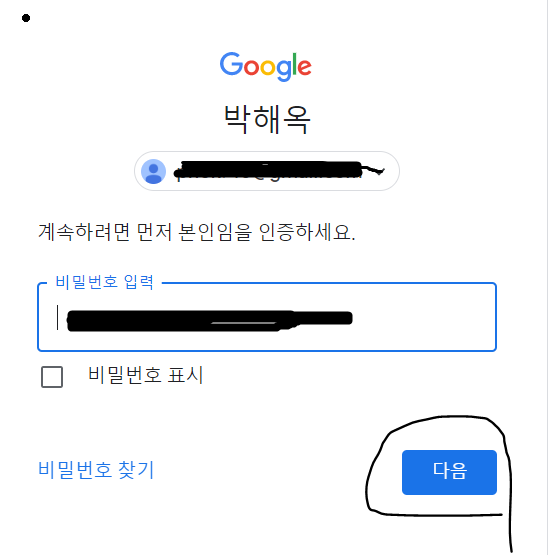 Google
박해옥
계속하려면 먼저 본인임을 인증하세요.
비밀번호 입력
비밀번호 표시
비밀번호 찾기
다음